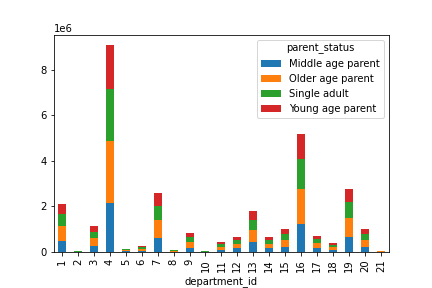 1e6
parent_status
Middle age parent
Older age parent
Single adult
Young age parent
8
6
4
2
0
1 2 3 4 5 6 7 8 9 10 11 12 13 14 15 16 17 18 19 20 21
department_id